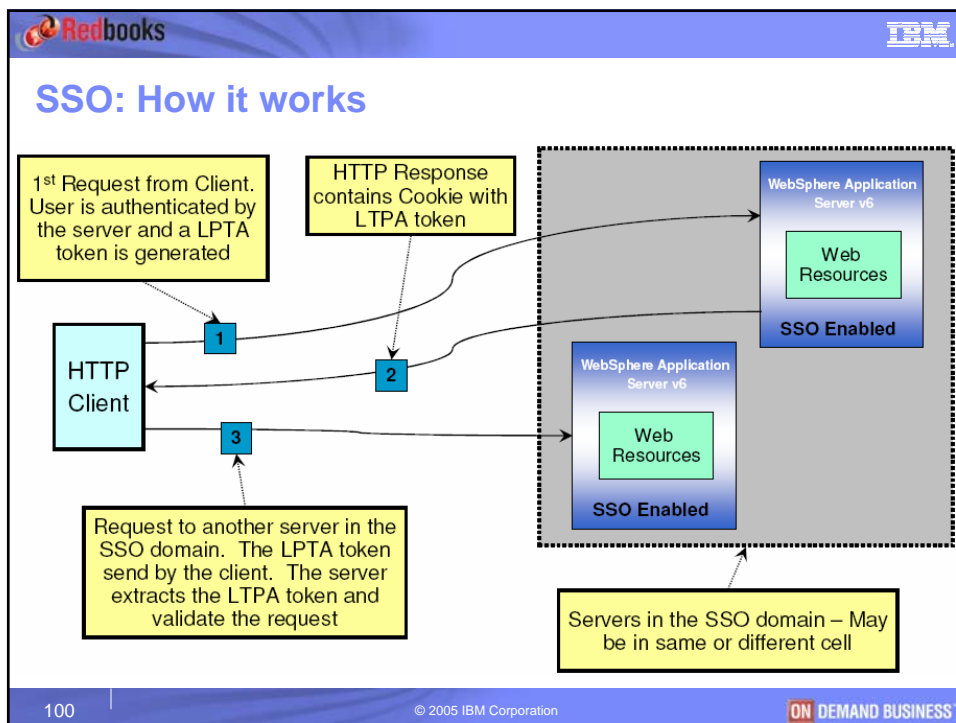 Redbooks
IBM
SSO: How it works
1st Request from Client.
User is authenticated by
the server and a LPTA
token is generated
HTTP Response
contains Cookie with
LTPA token
WebSphere Application
Server v6
Web
Resources
SSO Enabled
1
HTTP
Client
2
WebSphere Application
Server v6
Web
Resources
SSO Enabled
3
Request to another server in the
SSO domain. The LPTA token
send by the client. The server
extracts the LTPA token and
validate the request
Servers in the SSO domain – May
be in same or different cell
100
© 2005 IBM Corporation
ON DEMAND BUSINESS